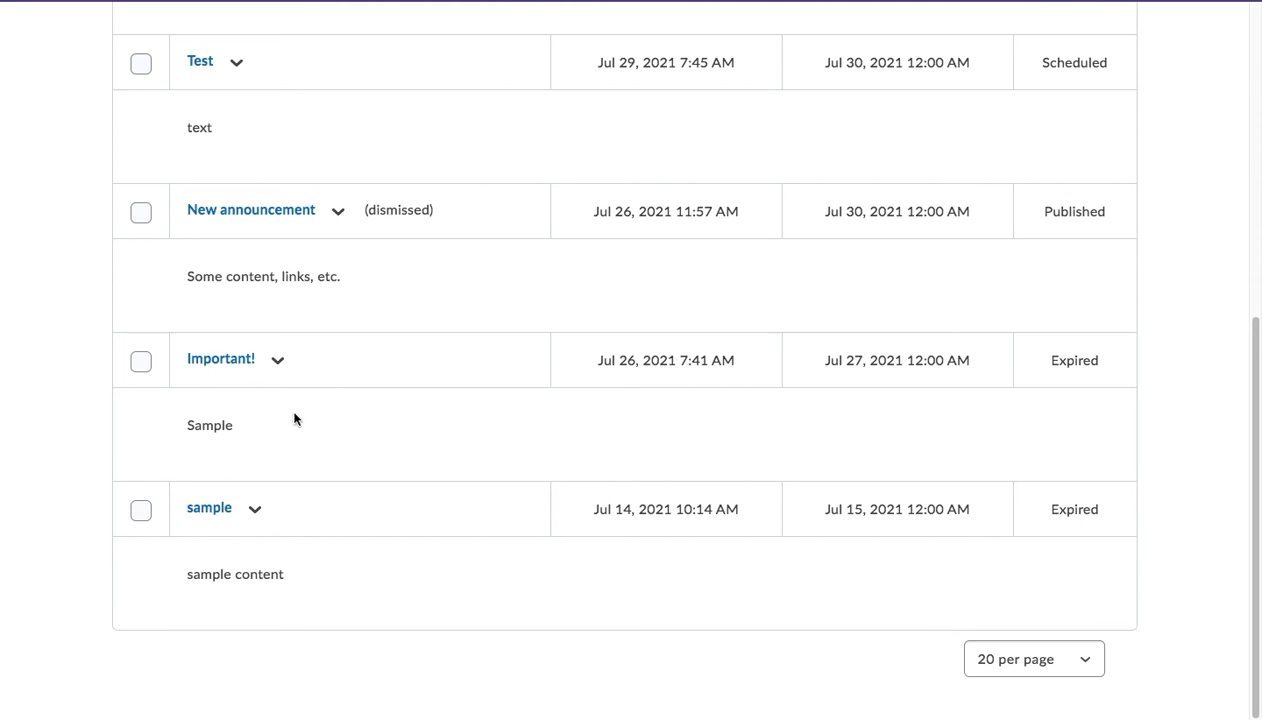 Test Jul 29, 2021 7:45 AM Jul 30, 2021 12:00 AM Scheduled
text
New announcement (dismissed) Jul 26, 2021 11:57 AM Jul 30, 2021 12:00 AM Published
Some content, links, etc.
Important! Jul 26, 2021 7:41 AM Jul 27, 2021 12:00 AM Expired
Sample
sample Jul 14, 2021 10:14 AM Jul 15, 2021 12:00 AM Expired
sample content
20 per page